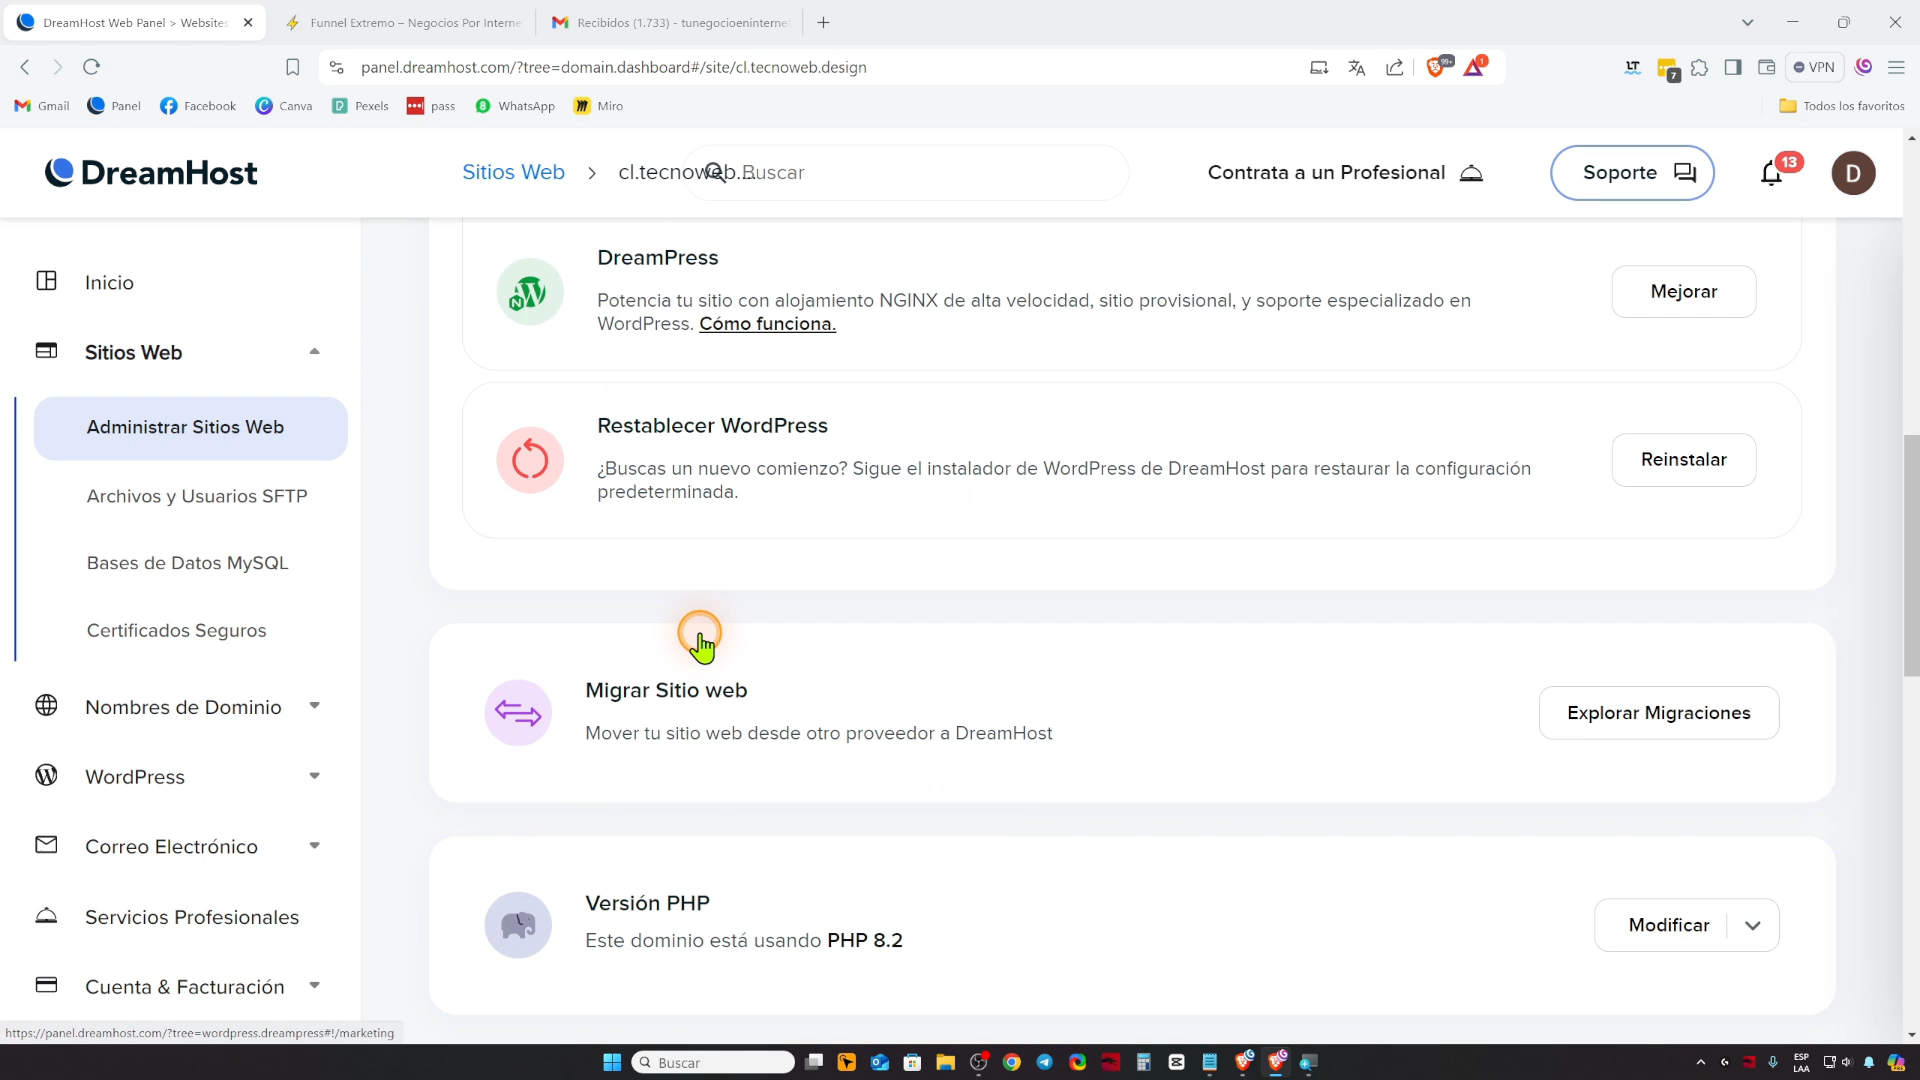 DreamHost Web Panel > Websites
Funnel Extremo – Negocios Por Interne
Recibidos (1.733) - tunegocioeninterne
panel.dreamhost.com/?tree=domain.dashboard#/site/cl.tecnoweb.design
99+
1
7
VPN
Gmail
Panel
Facebook
Canva
Pexels
pass
WhatsApp
Miro
Todos los favoritos
DreamHost
Sitios Web > cl.tecnoweb...
Buscar
Contrata a un Profesional
Soporte
13
D
Inicio
Sitios Web
Administrar Sitios Web
Archivos y Usuarios SFTP
Bases de Datos MySQL
Certificados Seguros
Nombres de Dominio
WordPress
Correo Electrónico
Servicios Profesionales
Cuenta & Facturación
DreamPress
Potencia tu sitio con alojamiento NGINX de alta velocidad, sitio provisional, y soporte especializado en
WordPress. Cómo funciona.
Mejorar
Restablecer WordPress
¿Buscas un nuevo comienzo? Sigue el instalador de WordPress de DreamHost para restaurar la configuración
predeterminada.
Reinstalar
Migrar Sitio web
Mover tu sitio web desde otro proveedor a DreamHost
Explorar Migraciones
Versión PHP
Este dominio está usando PHP 8.2
Modificar
https://panel.dreamhost.com/?tree=wordpress.dreampress#!/marketing
Buscar
ESP
LAA